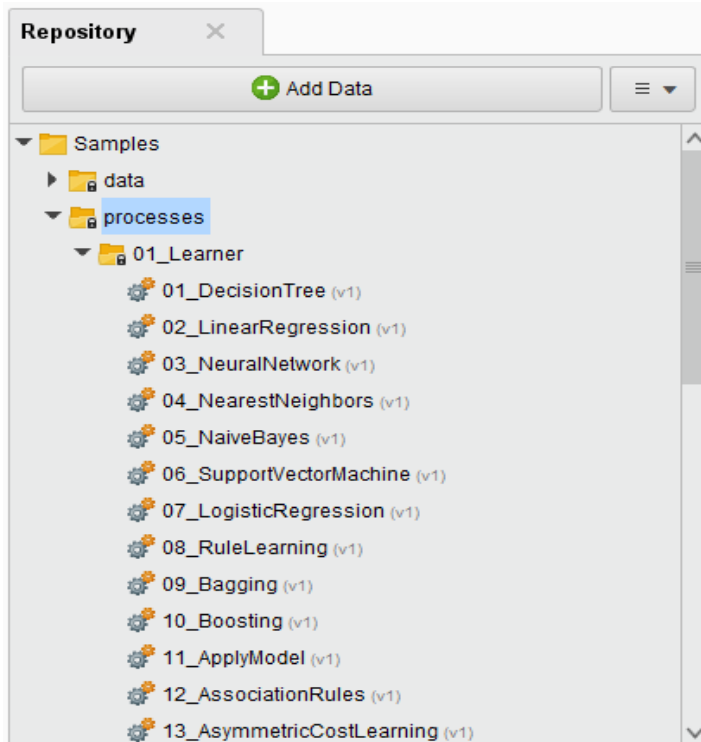 Repository
Add Data
Samples
data
processes
01_Learner
01_DecisionTree (v1)
02_LinearRegression (v1)
03_NeuralNetwork (v1)
04_NearestNeighbors (v1)
05_NaiveBayes (v1)
06_SupportVectorMachine (v1)
07_LogisticRegression (v1)
08_RuleLearning (v1)
09_Bagging (v1)
10_Boosting (v1)
11_ApplyModel (v1)
12_AssociationRules (v1)
13_AsymmetricCostLearning (v1)